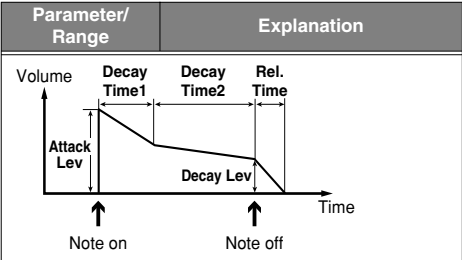 Parameter/
Range
Explanation
Volume
Decay
Time1
Decay
Time2
Rel.
Time
Attack
Lev
Decay Lev
Time
Note on
Note off